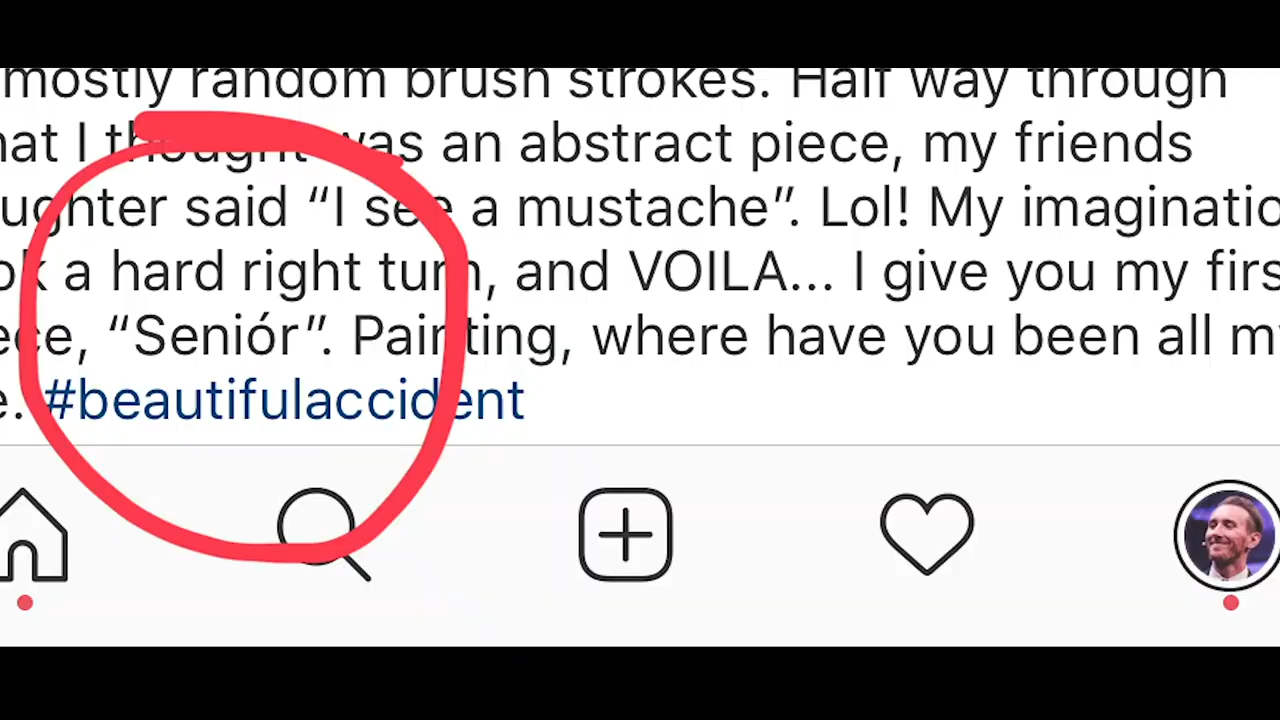 mostly random brush strokes. Half way through
hat I thought was an abstract piece, my friends
ughter said “I see a mustache”. Lol! My imaginatio
ok a hard right turn, and VOILA... I give you my firs
ece, “Seniór”. Painting, where have you been all my
e. #beautifulaccident